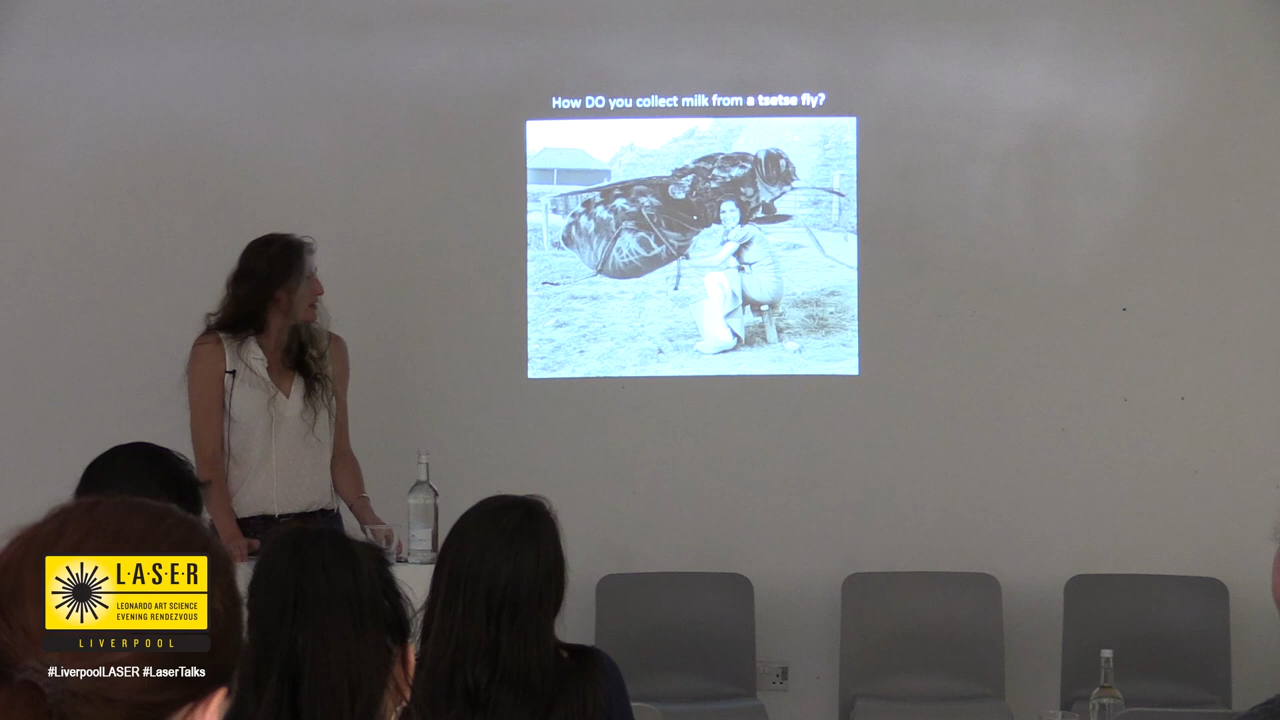 How DO you collect milk from a tsetse fly?
L·A·S·E·R
LEONARDO ART SCIENCE
EVENING RENDEZVOUS
LIVERPOOL
#LiverpoolLASER #LaserTalks